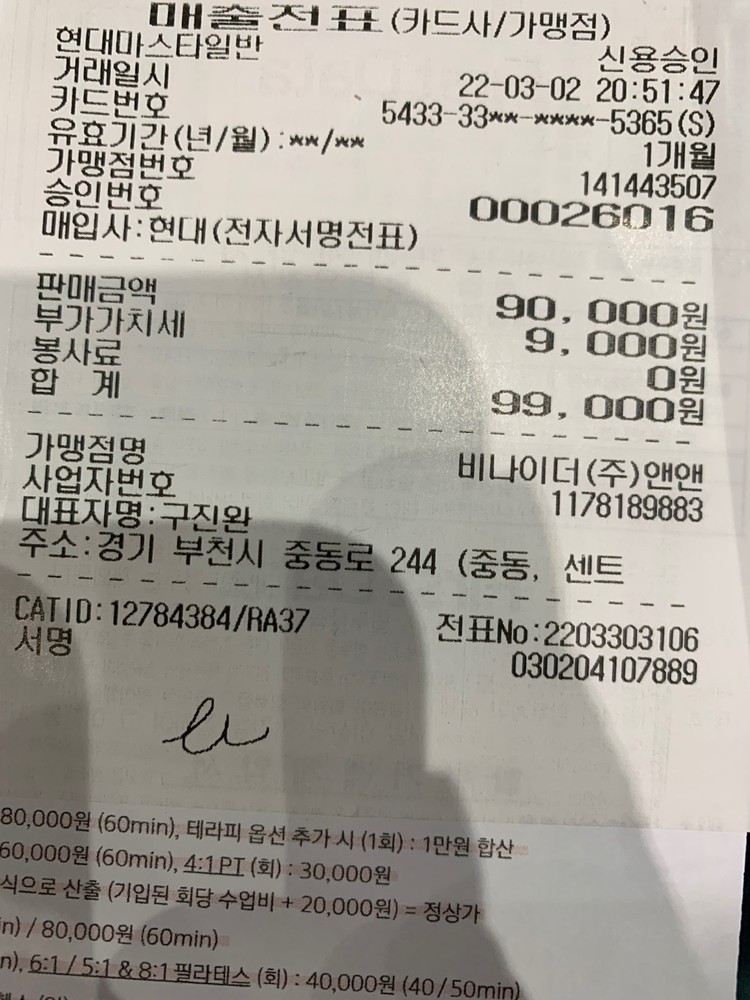 매출전표(카드사/가맹점)
현대마스타일반 신용승인
거래일시 22-03-02 20:51:47
카드번호 5433-33**-****-5365(S)
유효기간(년/월):**/** 1개월
가맹점번호 141443507
승인번호 00026016
매입사:현대(전자서명전표)
판매금액 90,000원
부가가치세 9,000원
봉사료 0원
합 계 99,000원
가맹점명 비나이더(주)앤앤
사업자번호 1178189883
대표자명:구진완
주소:경기 부천시 중동로 244 (중동, 센트
CATID:12784384/RA37 전표No:2203303106
서명 030204107889
80,000원 (60min), 테라피 옵션 추가 시 (1회) : 1만원 합산
60,000원 (60min), 4:1 PT (회) : 30,000원
식으로 산출 (기입된 회당 수업비 + 20,000원) = 정상가
in) / 80,000원 (60min)
n), 6:1 / 5:1 & 8:1 필라테스 (회) : 40,000원 (40/50min)